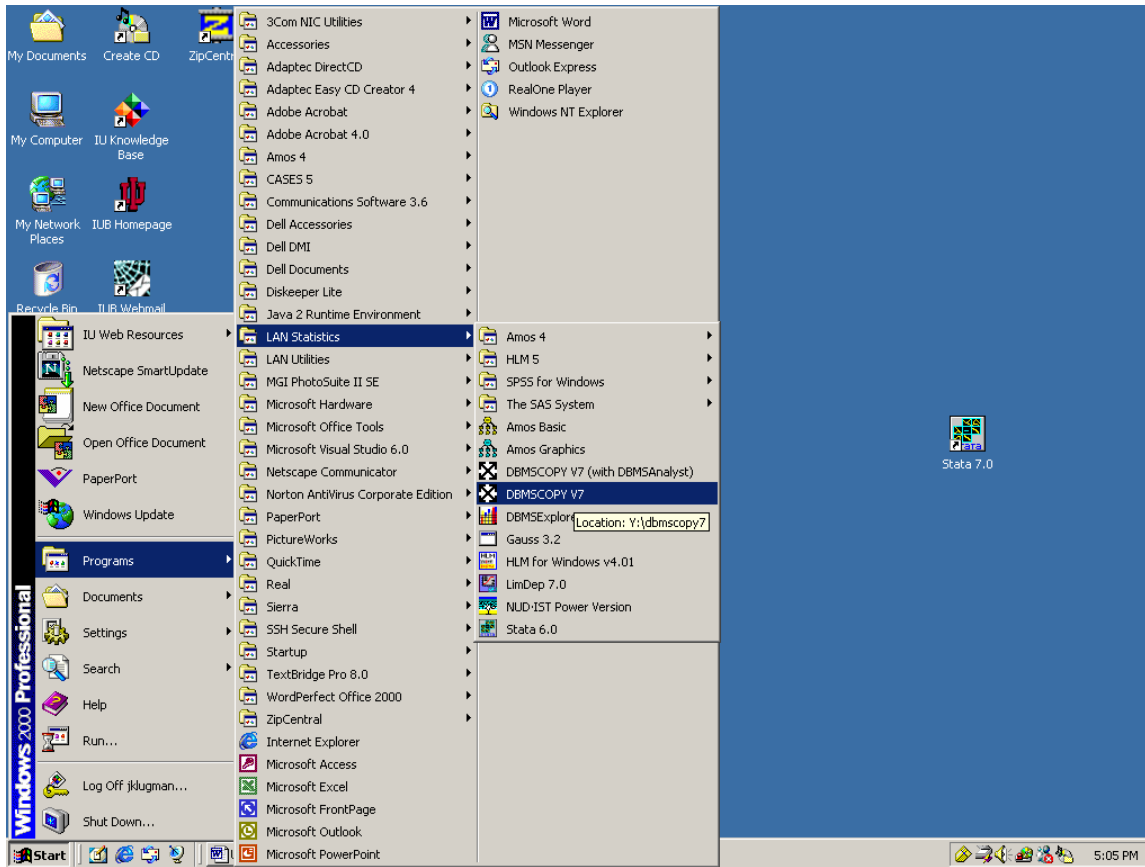 My Documents
Create CD
ZipCentr
My Computer
IU Knowledge
Base
My Network
Places
IUB Homepage
Recycle Bin
IUB Webmail
Stata 7.0
Windows 2000 Professional
IU Web Resources
Netscape SmartUpdate
New Office Document
Open Office Document
PaperPort
Windows Update
Programs
Documents
Settings
Search
Help
Run...
Log Off jklugman...
Shut Down...
3Com NIC Utilities
Accessories
Adaptec DirectCD
Adaptec Easy CD Creator 4
Adobe Acrobat
Adobe Acrobat 4.0
Amos 4
CASES 5
Communications Software 3.6
Dell Accessories
Dell DMI
Dell Documents
Diskeeper Lite
Java 2 Runtime Environment
LAN Statistics
LAN Utilities
MGI PhotoSuite II SE
Microsoft Hardware
Microsoft Office Tools
Microsoft Visual Studio 6.0
Netscape Communicator
Norton AntiVirus Corporate Edition
PaperPort
PictureWorks
QuickTime
Real
Sierra
SSH Secure Shell
Startup
TextBridge Pro 8.0
WordPerfect Office 2000
ZipCentral
Internet Explorer
Microsoft Access
Microsoft Excel
Microsoft FrontPage
Microsoft Outlook
Microsoft PowerPoint
Microsoft Word
MSN Messenger
Outlook Express
RealOne Player
Windows NT Explorer
Amos 4
HLM 5
SPSS for Windows
The SAS System
Amos Basic
Amos Graphics
DBMSCOPY V7 (with DBMSAnalyst)
DBMSCOPY V7
DBMSExplore
Location: Y:\dbmscopy7
Gauss 3.2
HLM for Windows v4.01
LimDep 7.0
NUD·IST Power Version
Stata 6.0
Start
5:05 PM